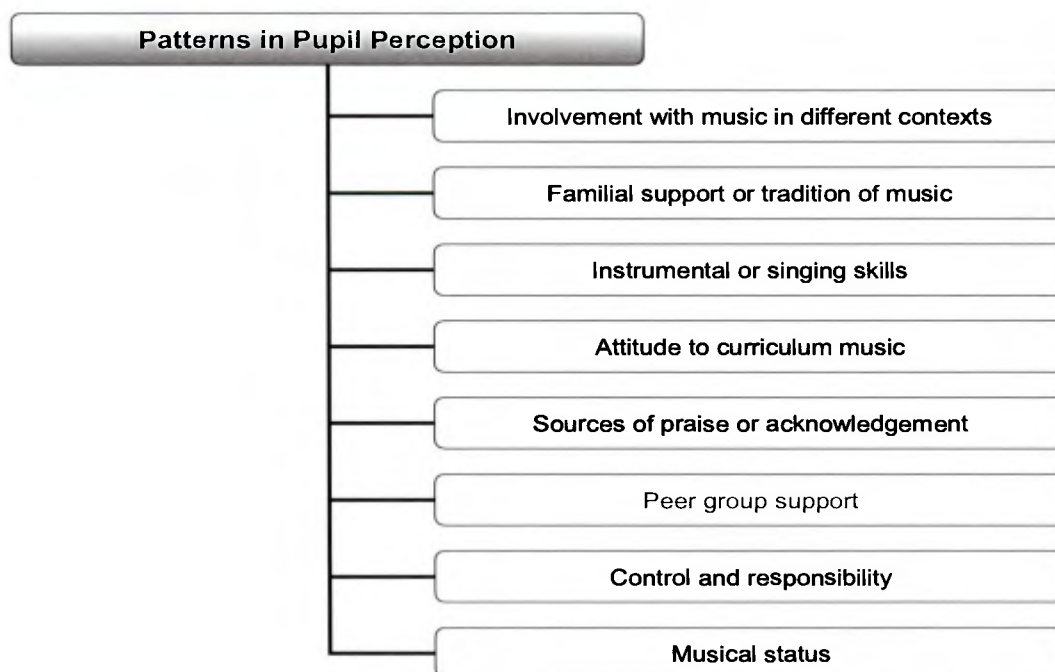 Patterns in Pupil Perception
Involvement with music in different contexts
Familial support or tradition of music
Instrumental or singing skills
Attitude to curriculum music
Sources of praise or acknowledgement
Peer group support
Control and responsibility
Musical status